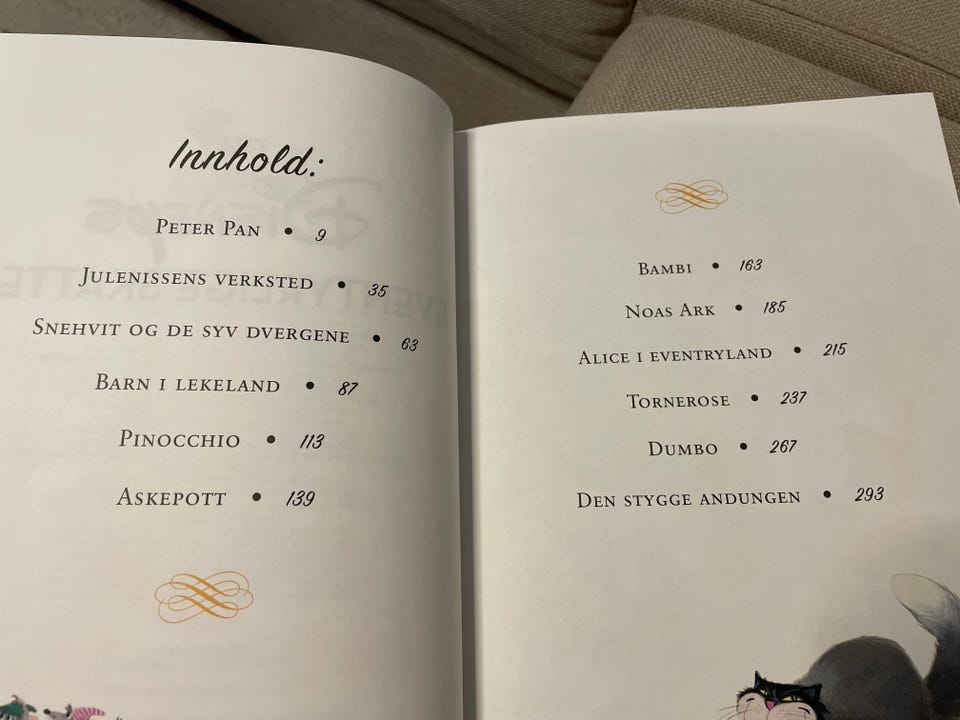 Innhold:
Peter Pan • 9
Julenissens verksted • 35
Snehvit og de syv dvergene • 63
Barn i lekeland • 87
Pinocchio • 113
Askepott • 139
Bambi • 163
Noas Ark • 185
Alice i eventryland • 215
Tornerose • 237
Dumbo • 267
Den stygge andungen • 293